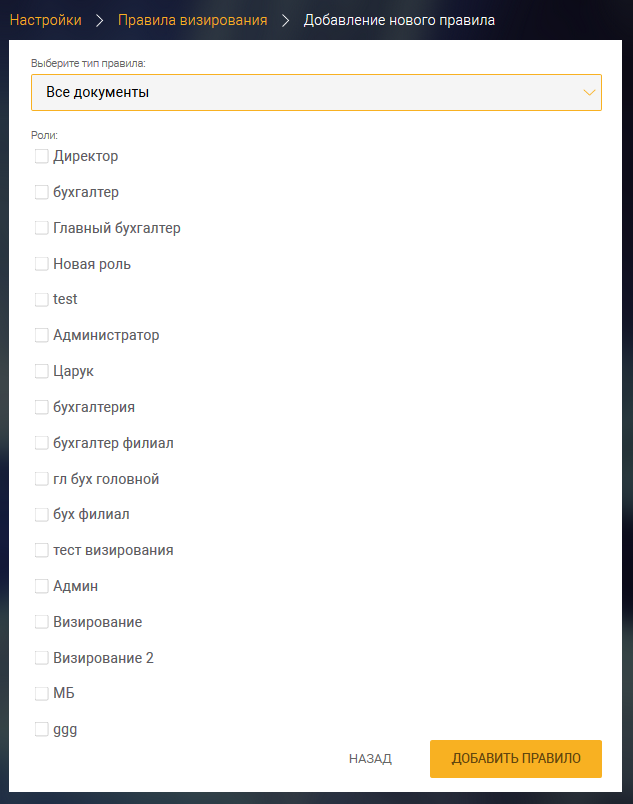 Настройки > Правила визирования > Добавление нового правила
Выберите тип правила:
Все документы
Роли:
Директор
бухгалтер
Главный бухгалтер
Новая роль
test
Администратор
Царук
бухгалтерия
бухгалтер филиал
гл бух головной
бух филиал
тест визирования
Админ
Визирование
Визирование 2
МБ
ggg
НАЗАД ДОБАВИТЬ ПРАВИЛО